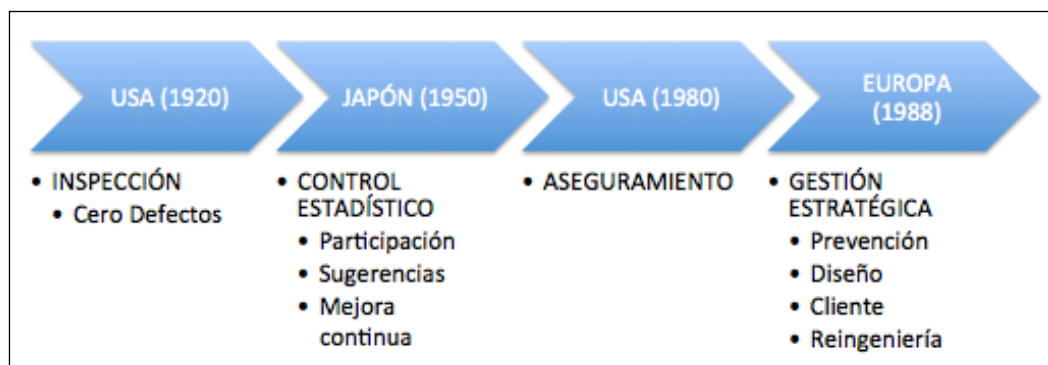 USA (1920)
JAPÓN (1950)
USA (1980)
EUROPA
(1988)
• INSPECCIÓN
• Cero Defectos
• CONTROL
ESTADÍSTICO
• Participación
• Sugerencias
• Mejora
continua
• ASEGURAMIENTO
• GESTIÓN
ESTRATÉGICA
• Prevención
• Diseño
• Cliente
• Reingeniería